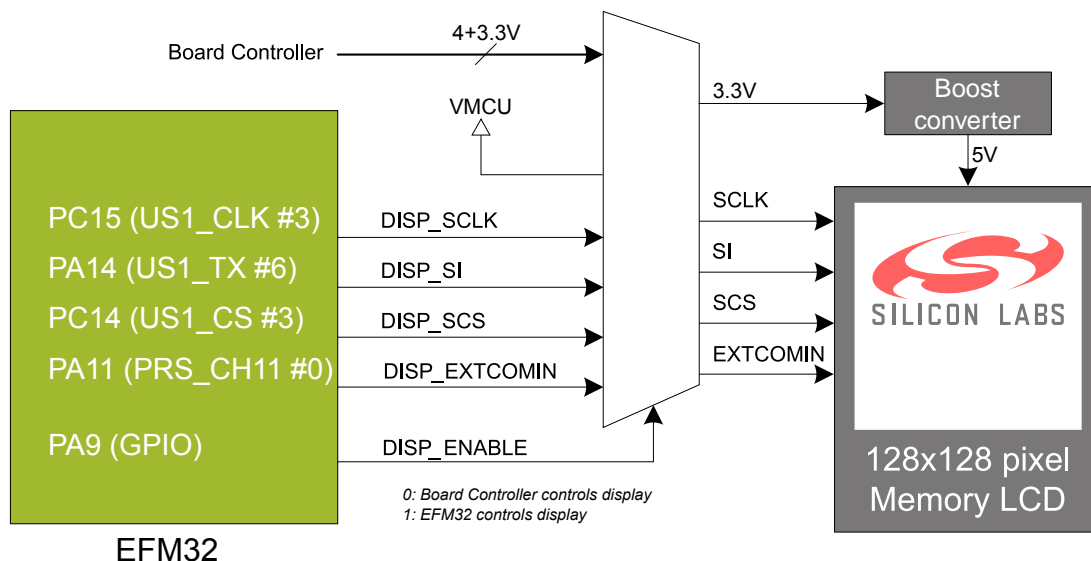 Board Controller
4+3.3V
VMCU
3.3V
Boost
converter
5V
PC15 (US1_CLK #3)
DISP_SCLK
SCLK
PA14 (US1_TX #6)
DISP_SI
SI
PC14 (US1_CS #3)
DISP_SCS
SCS
PA11 (PRS_CH11 #0)
DISP_EXTCOMIN
EXTCOMIN
SILICON LABS
PA9 (GPIO)
DISP_ENABLE
0: Board Controller controls display
1: EFM32 controls display
128x128 pixel
Memory LCD
EFM32